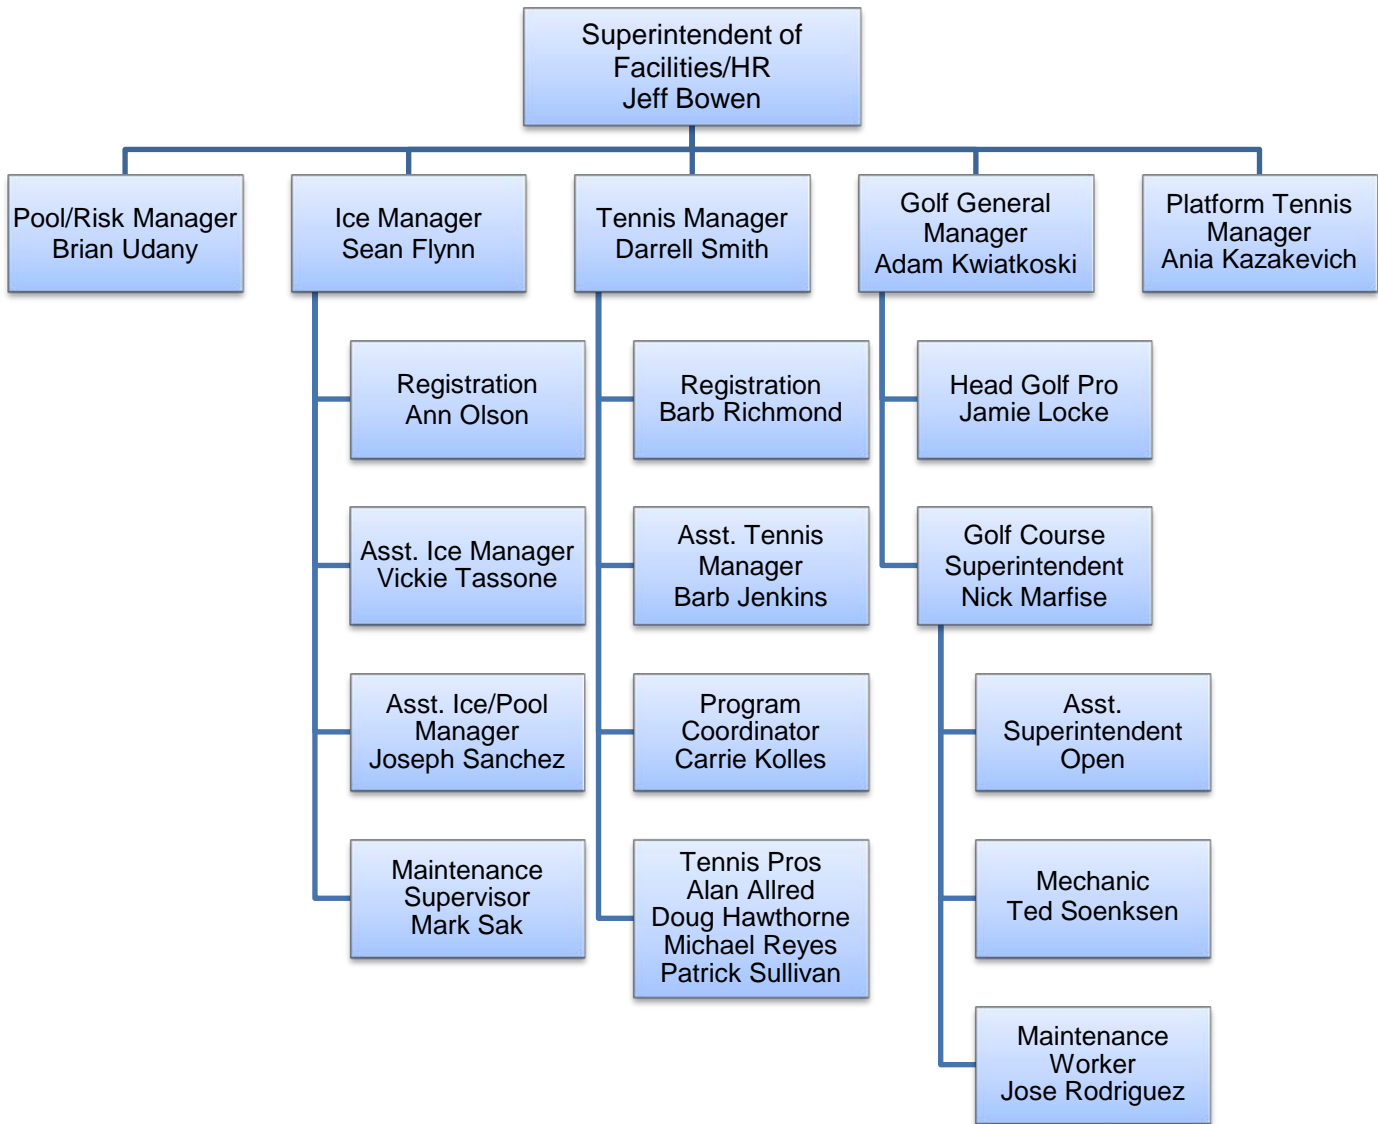 Superintendent of
Facilities/HR
Jeff Bowen
Pool/Risk Manager
Brian Udany
Ice Manager
Sean Flynn
Tennis Manager
Darrell Smith
Golf General
Manager
Adam Kwiatkoski
Platform Tennis
Manager
Ania Kazakevich
Registration
Ann Olson
Registration
Barb Richmond
Head Golf Pro
Jamie Locke
Asst. Ice Manager
Vickie Tassone
Asst. Tennis
Manager
Barb Jenkins
Golf Course
Superintendent
Nick Marfise
Asst. Ice/Pool
Manager
Joseph Sanchez
Program
Coordinator
Carrie Kolles
Asst.
Superintendent
Open
Maintenance
Supervisor
Mark Sak
Tennis Pros
Alan Allred
Doug Hawthorne
Michael Reyes
Patrick Sullivan
Mechanic
Ted Soenksen
Maintenance
Worker
Jose Rodriguez